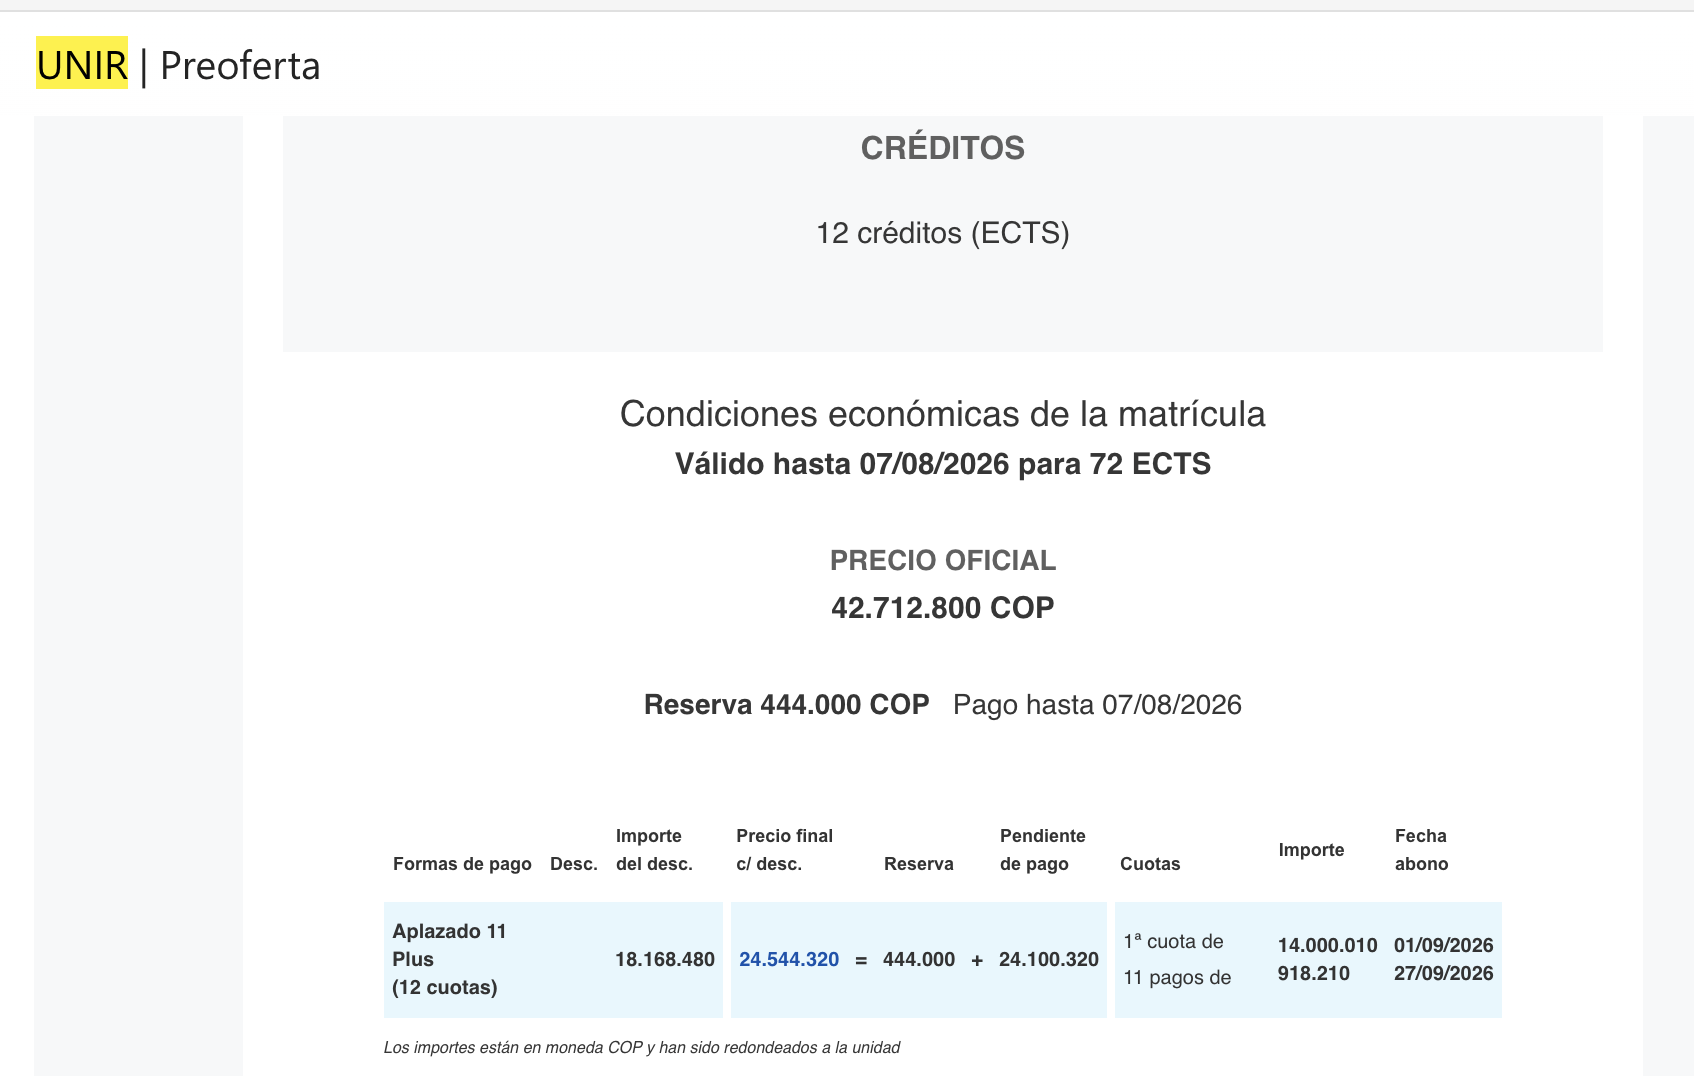 UNIR | Preoferta
CRÉDITOS
12 créditos (ECTS)
Condiciones económicas de la matrícula
Válido hasta 07/08/2026 para 72 ECTS
PRECIO OFICIAL
42.712.800 COP
Reserva 444.000 COP Pago hasta 07/08/2026
Formas de pago Desc. Importe del desc. Precio final c/ desc. Reserva Pendiente de pago Cuotas Importe Fecha abono
Aplazado 11 Plus (12 cuotas) 18.168.480 24.544.320 = 444.000 + 24.100.320 1ª cuota de 14.000.010 01/09/2026
11 pagos de 918.210 27/09/2026
Los importes están en moneda COP y han sido redondeados a la unidad